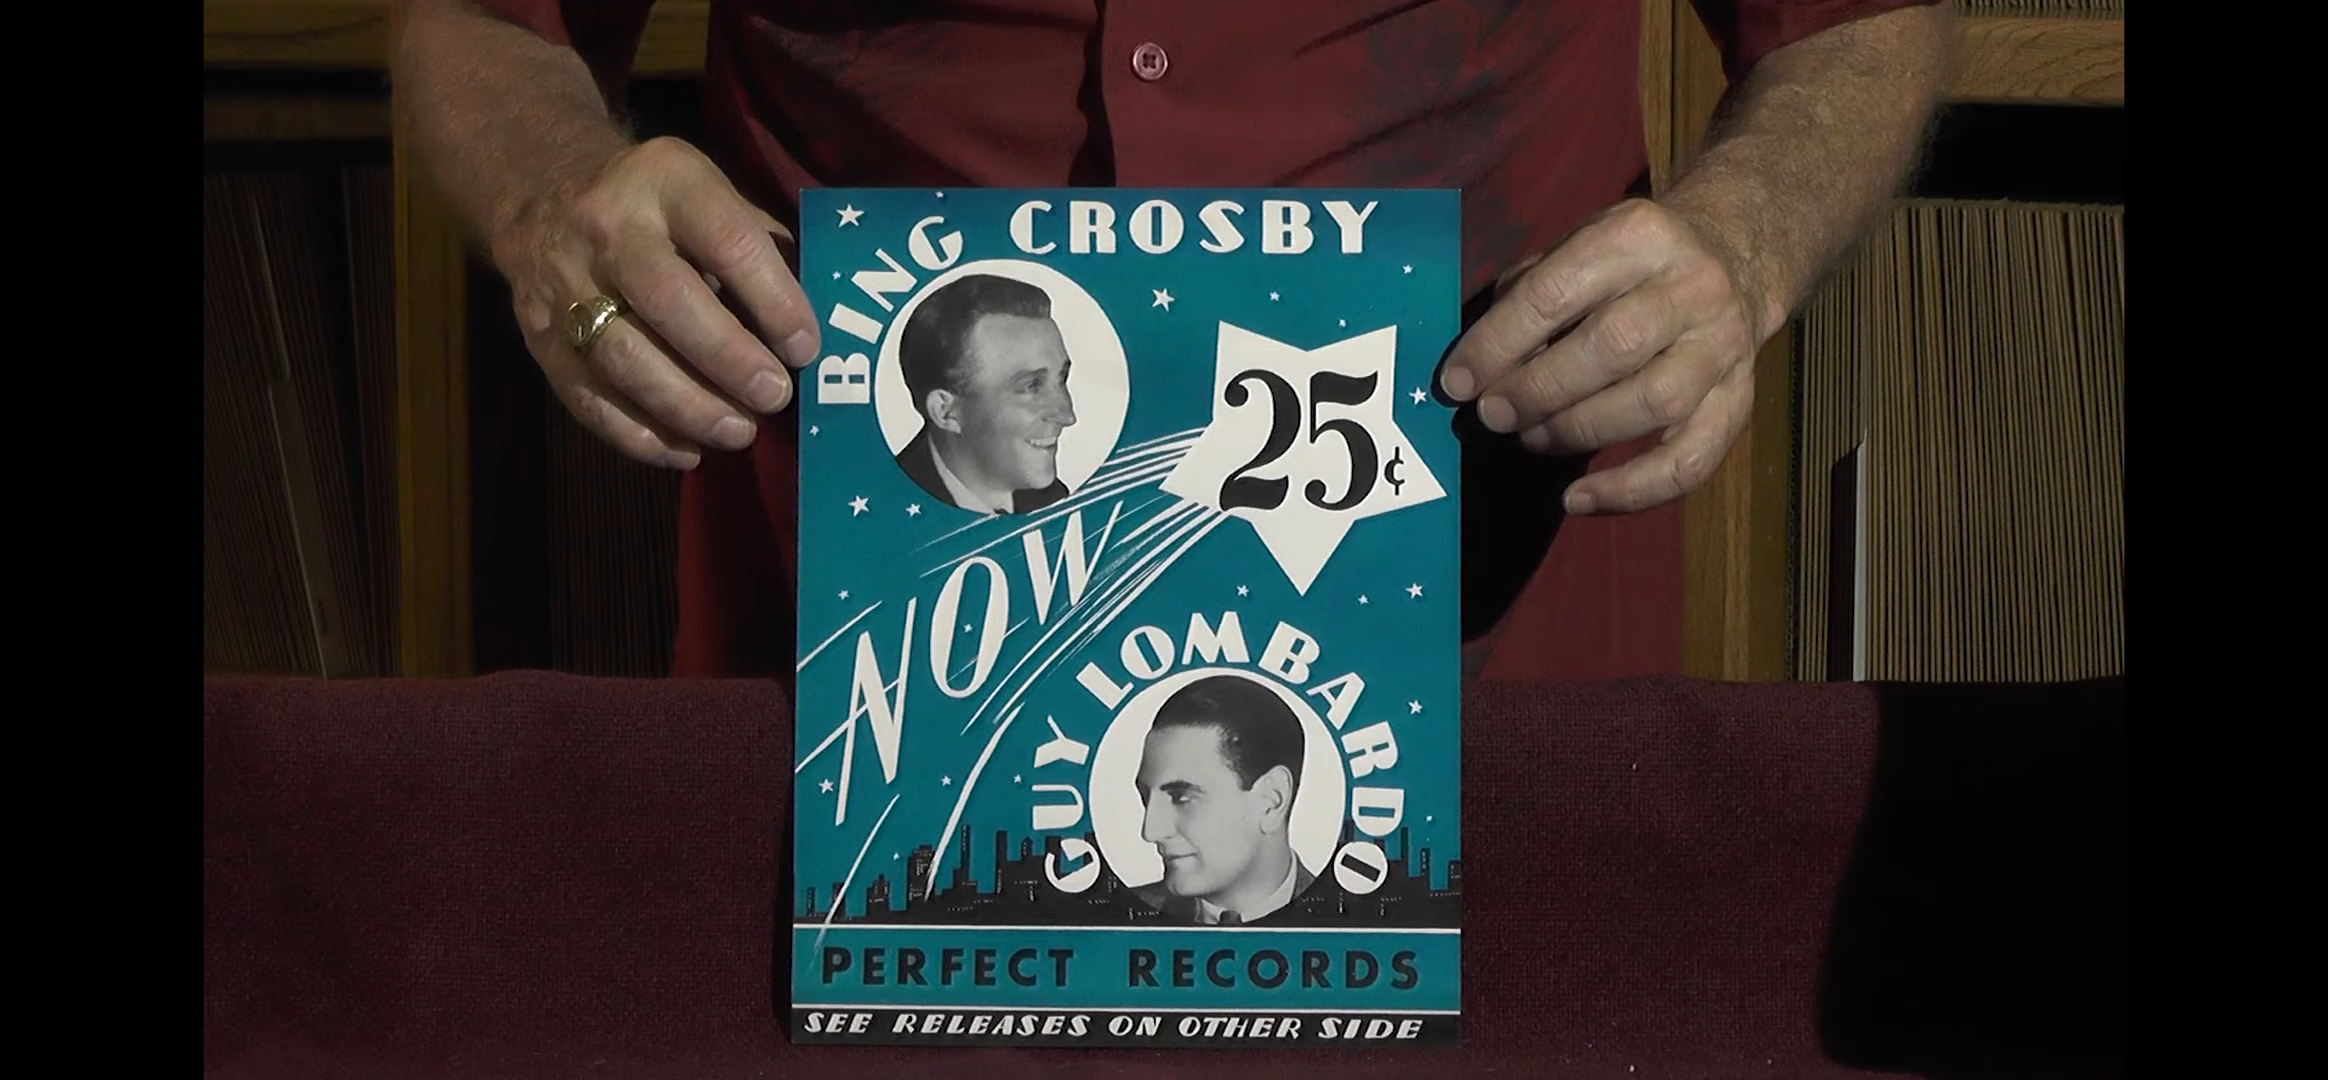 BING CROSBY
25¢
NOW
GUY LOMBARDO
PERFECT RECORDS
SEE RELEASES ON OTHER SIDE